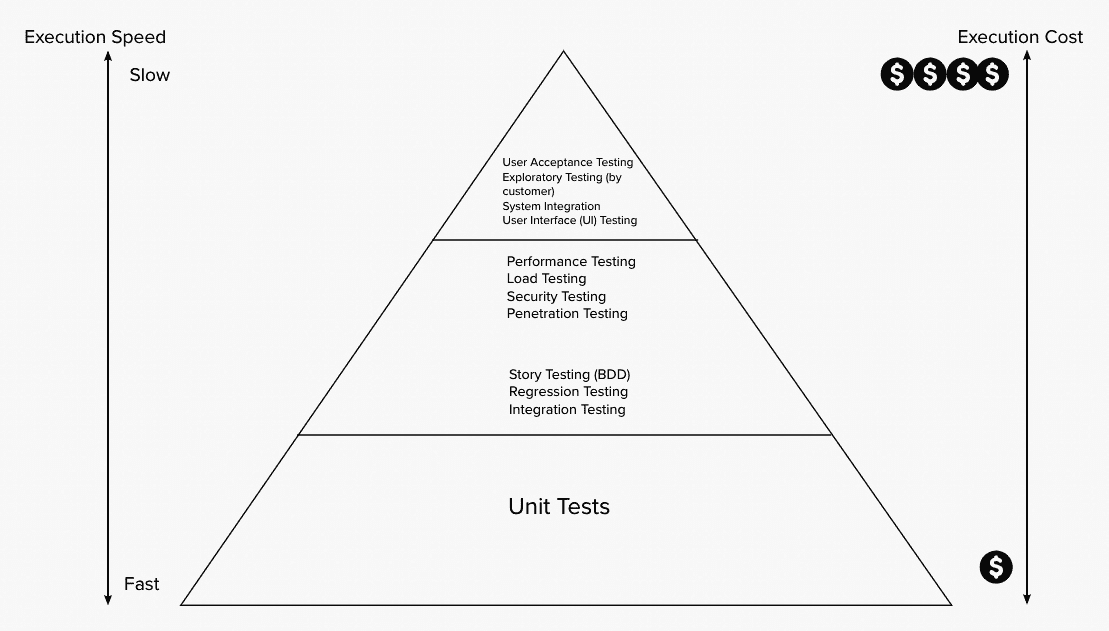 Execution Speed
Execution Cost
Slow
$ $ $ $
User Acceptance Testing
Exploratory Testing (by
customer)
System Integration
User Interface (UI) Testing
Performance Testing
Load Testing
Security Testing
Penetration Testing
Story Testing (BDD)
Regression Testing
Integration Testing
Unit Tests
Fast
$